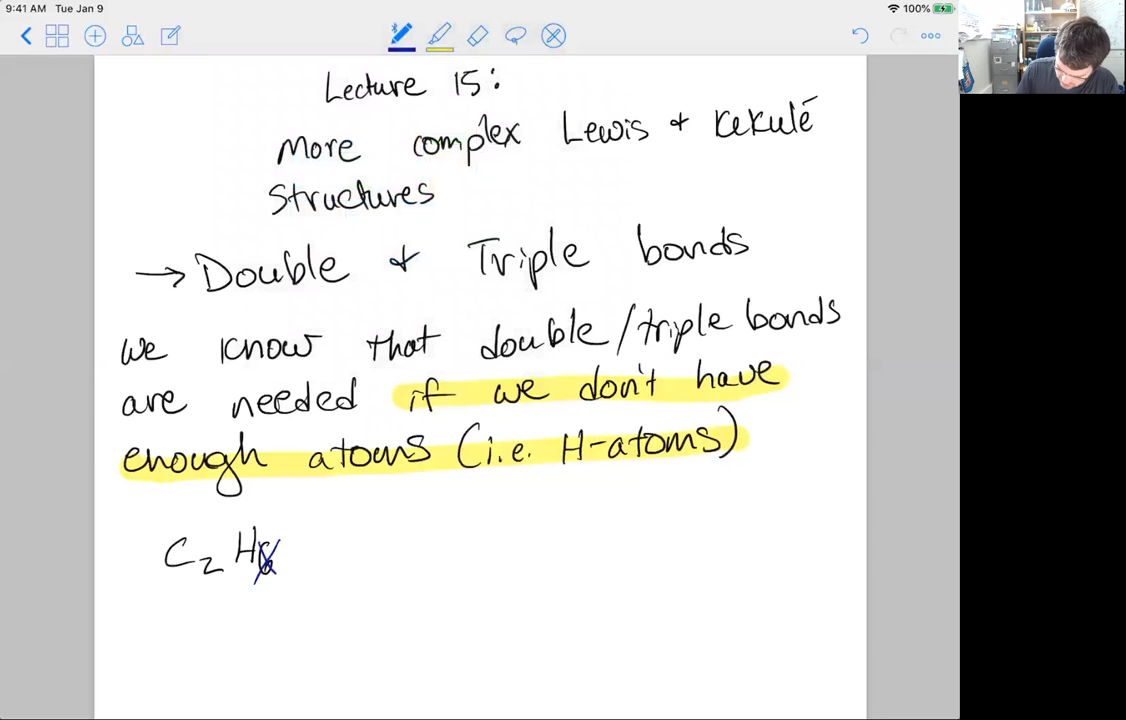 9:41 AM Tue Jan 9
100%
Lecture 15:
More complex Lewis + Kekulé
Structures
→ Double + Triple bonds
we know that double/triple bonds
are needed if we don't have
enough atoms (i.e. H-atoms)
C₂ H